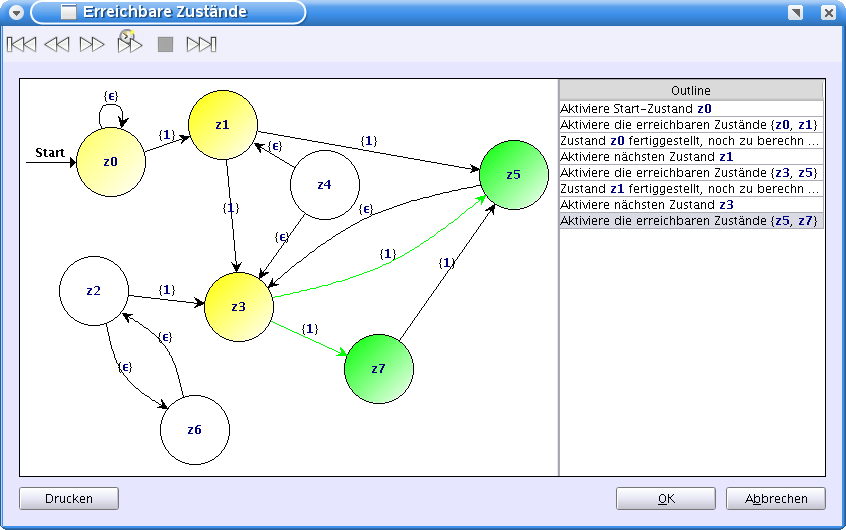 Erreichbare Zustände
Outline
Aktiviere Start-Zustand z0
Aktiviere die erreichbaren Zustände {z0, z1}
Zustand z0 fertiggestellt, noch zu berechn ...
Aktiviere nächsten Zustand z1
Aktiviere die erreichbaren Zustände {z3, z5}
Zustand z1 fertiggestellt, noch zu berechn ...
Aktiviere nächsten Zustand z3
Aktiviere die erreichbaren Zustände {z5, z7}
{ϵ}
z1
{1}
{1}
Start
z0
{ϵ}
z5
z4
{1}
{ϵ}
{ϵ}
{1}
{1}
z2
{1}
z3
{1}
{ϵ}
z7
{ϵ}
z6
Drucken
OK
Abbrechen